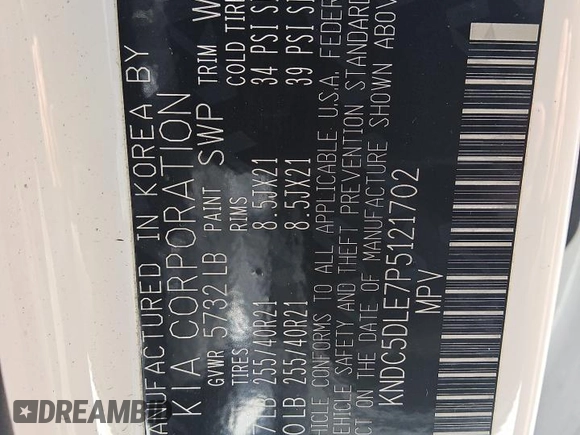 MANUFACTURED IN KOREA BY
KIA CORPORATION
GVWR 5732 LB PAINT SWP TRIM
TIRES RIMS COLD TIRE
LB 255/40R21 8.5JX21 34 PSI
LB 255/40R21 8.5JX21 39 PSI
VEHICLE CONFORMS TO ALL APPLICABLE U.S.A. FEDERAL
VEHICLE SAFETY AND THEFT PREVENTION STANDARD
ECT ON THE DATE OF MANUFACTURE SHOWN ABOVE
KNDC5DLE7P5121702
MPV
DREAMBID